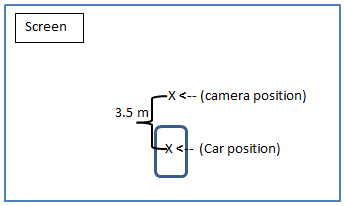 Screen
X <-- (camera position)
3.5 m
X <-- (Car position)